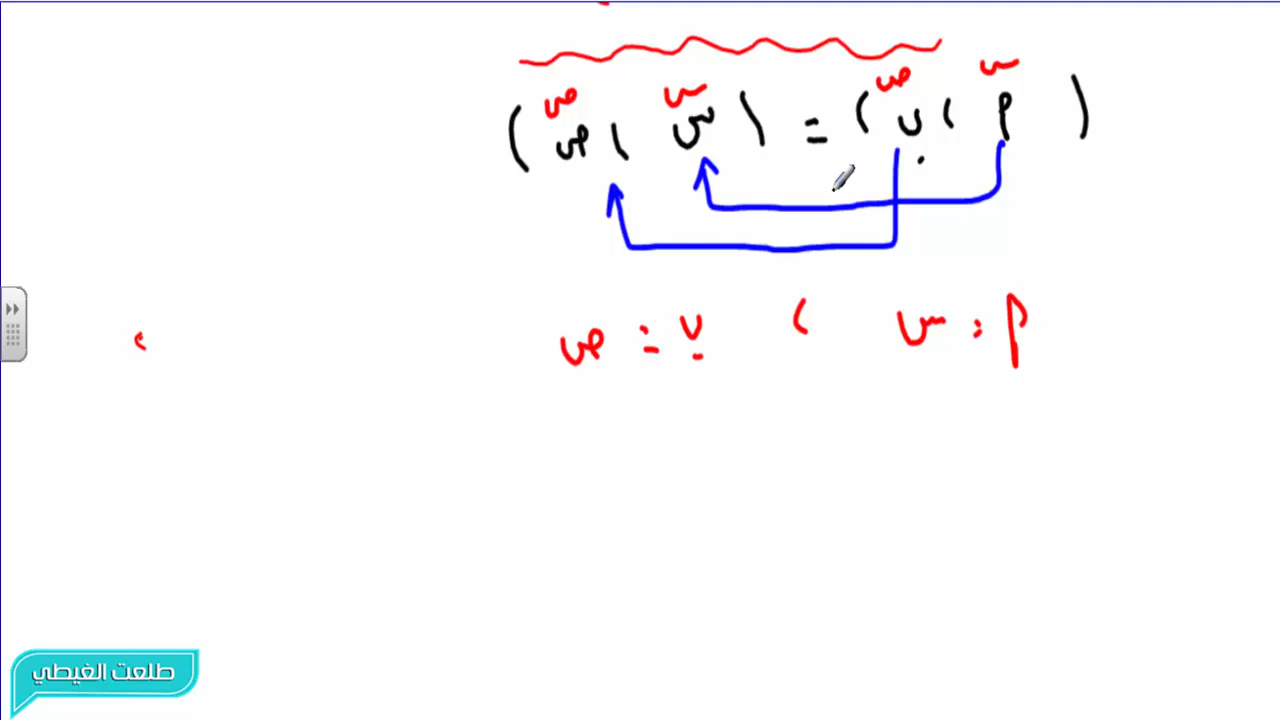 س ص س ص
( م ، ب ) = ( س ، ص )
م = س ، ب = ص ،
طلعت الغيطي